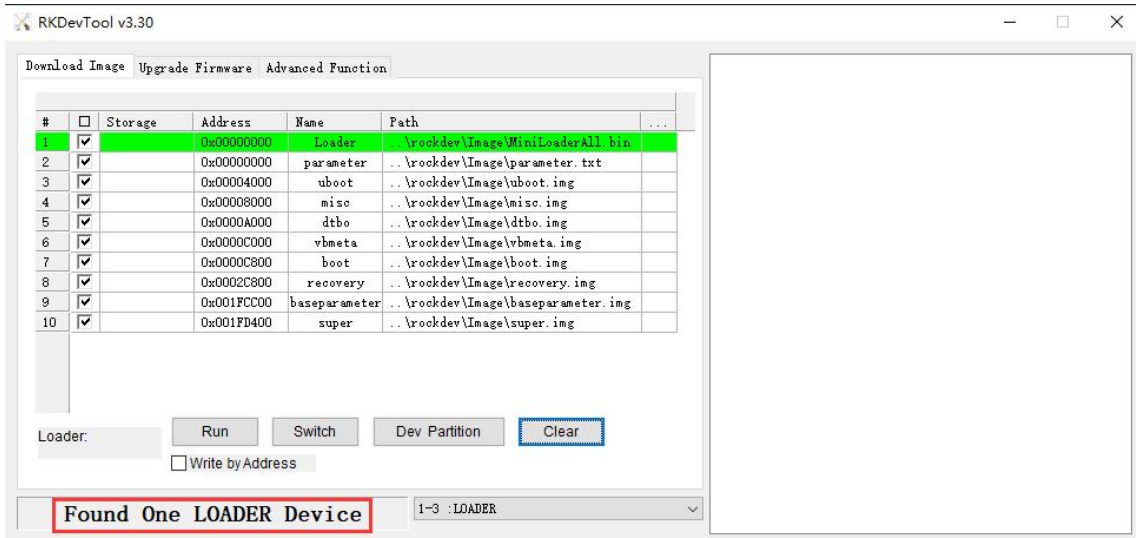 RKDevTool v3.30
Download Image Upgrade Firmware Advanced Function
# Storage Address Name Path ...
1 0x00000000 Loader ..\rockdev\Image\MiniLoaderAll.bin
2 0x00000000 parameter ..\rockdev\Image\parameter.txt
3 0x00004000 uboot ..\rockdev\Image\uboot.img
4 0x00008000 misc ..\rockdev\Image\misc.img
5 0x0000A000 dtbo ..\rockdev\Image\dtbo.img
6 0x0000C000 vbmeta ..\rockdev\Image\vbmeta.img
7 0x0000C800 boot ..\rockdev\Image\boot.img
8 0x0002C800 recovery ..\rockdev\Image\recovery.img
9 0x001FCC00 baseparameter ..\rockdev\Image\baseparameter.img
10 0x001FD400 super ..\rockdev\Image\super.img
Loader: Run Switch Dev Partition Clear
Write by Address
Found One LOADER Device 1-3 :LOADER